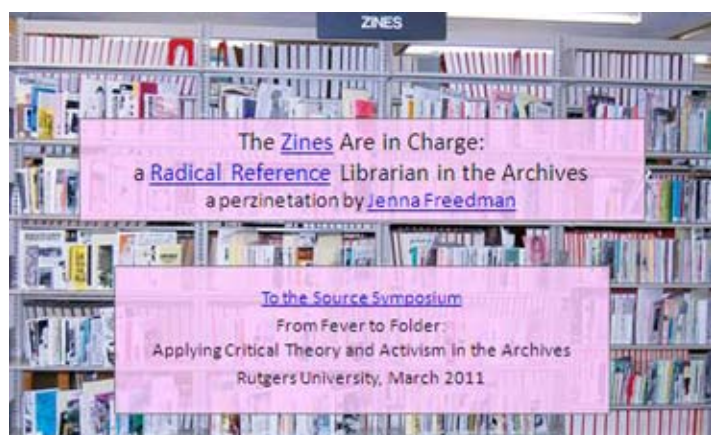 ZINES
The Zines Are in Charge:
a Radical Reference Librarian in the Archives
a perzinetation by Jenna Freedman
To the Source Symposium
From Fever to Folder:
Applying Critical Theory and Activism in the Archives
Rutgers University, March 2011